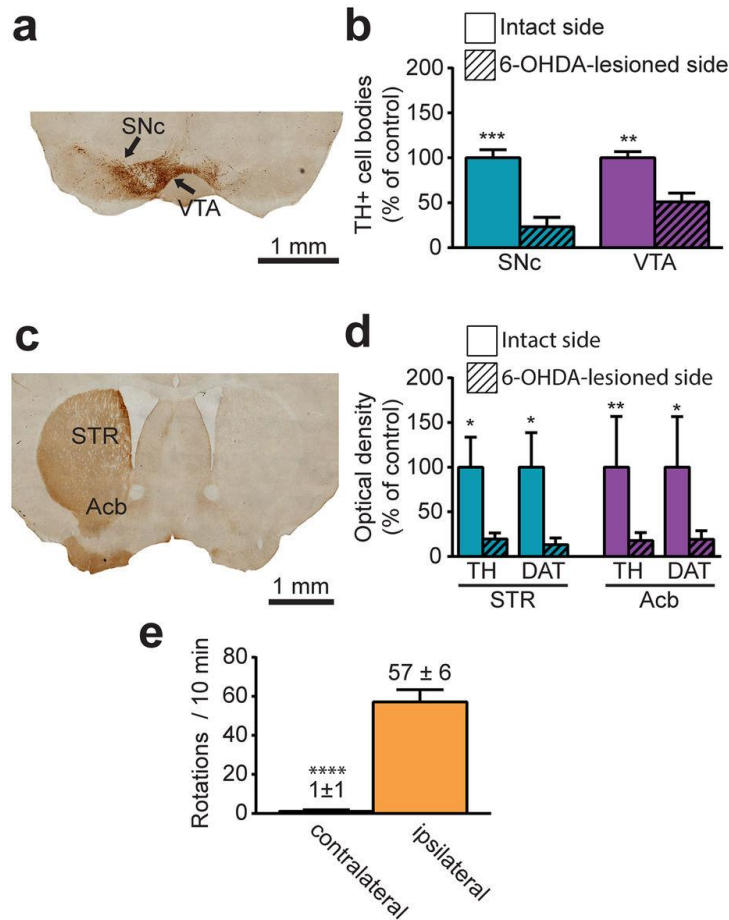 a
SNc
VTA
1 mm
b
Intact side
6-OHDA-lesioned side
TH+ cell bodies
(% of control)
200
150
100
50
0
***
**
SNc
VTA
c
STR
Acb
1 mm
d
Intact side
6-OHDA-lesioned side
Optical density
(% of control)
200
150
100
50
0
*
*
**
*
TH
DAT
TH
DAT
STR
Acb
e
Rotations / 10 min
80
60
40
20
0
****
1±1
57 ± 6
contralateral
ipsilateral